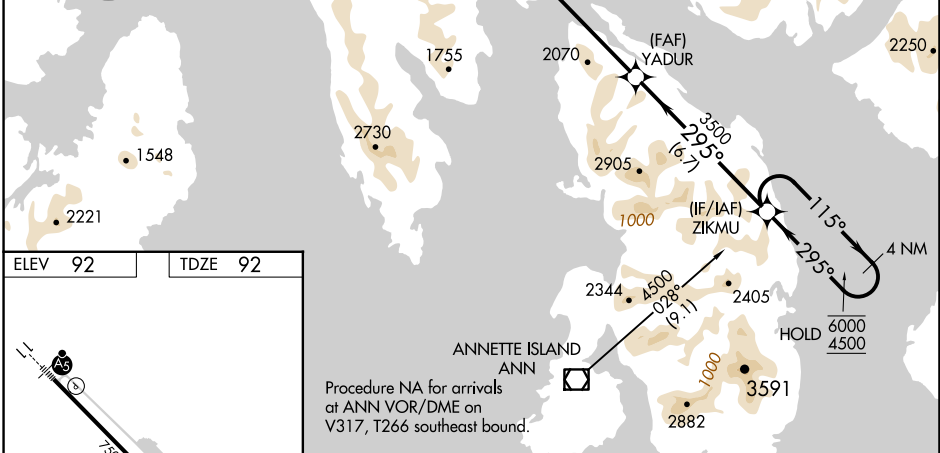 2250
(FAF)
YADUR
2070
1755
3500
295°
(6.7)
2730
1548
2905
2221
1000
(IF/IAF)
ZIKMU
115°
295°
4 NM
HOLD
6000
4500
2344
4500
028°
(9.1)
2405
ELEV 92
TDZE 92
ANNETTE ISLAND
ANN
Procedure NA for arrivals
at ANN VOR/DME on
V317, T266 southeast bound.
1000
3591
2882
A5
P